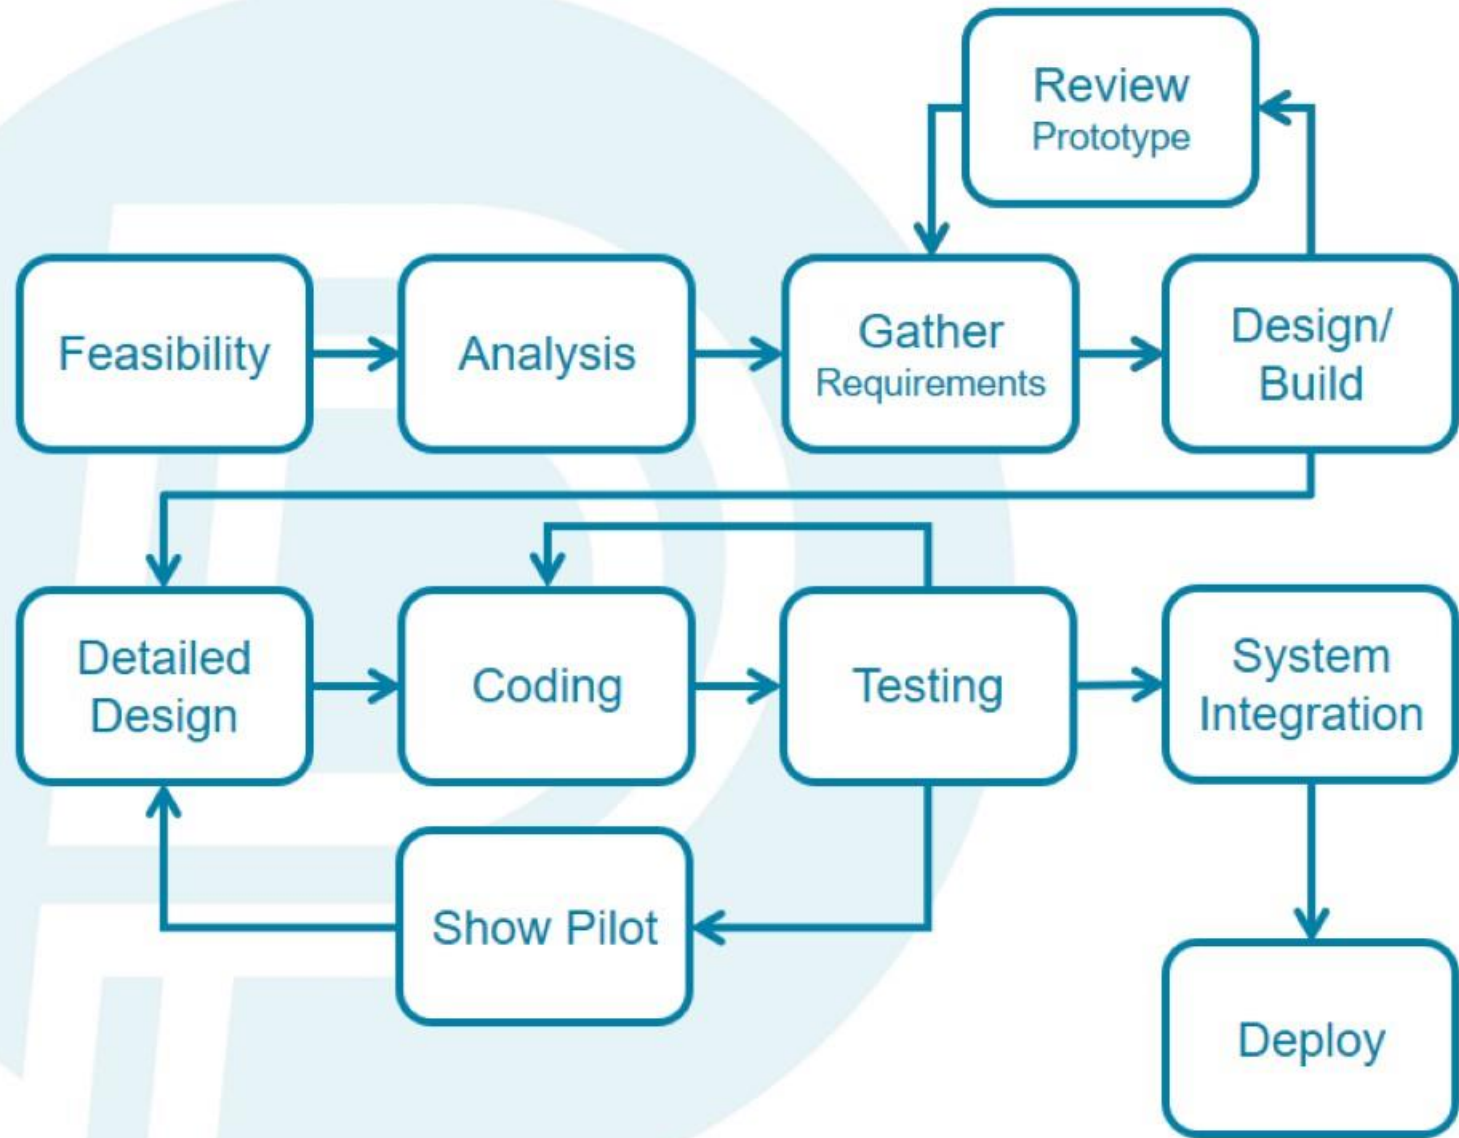 Review
Prototype
Feasibility
Analysis
Gather
Requirements
Design/
Build
Detailed
Design
Coding
Testing
System
Integration
Show Pilot
Deploy